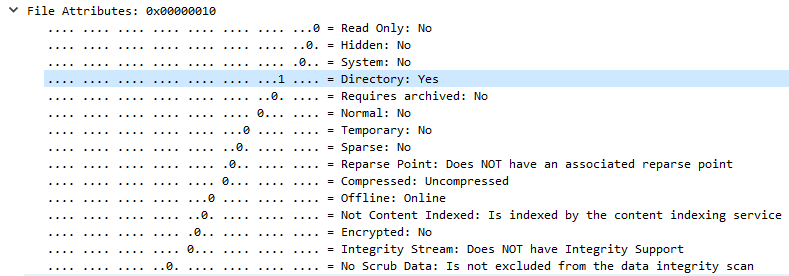 File Attributes: 0x00000010
.... .... .... .... .... .... .... ...0 = Read Only: No
.... .... .... .... .... .... .... ..0. = Hidden: No
.... .... .... .... .... .... .... .0.. = System: No
.... .... .... .... .... .... ...1 .... = Directory: Yes
.... .... .... .... .... .... ..0. .... = Requires archived: No
.... .... .... .... .... .... 0... .... = Normal: No
.... .... .... .... .... ...0 .... .... = Temporary: No
.... .... .... .... .... ..0. .... .... = Sparse: No
.... .... .... .... .... .0.. .... .... = Reparse Point: Does NOT have an associated reparse point
.... .... .... .... .... 0... .... .... = Compressed: Uncompressed
.... .... .... .... ...0 .... .... .... = Offline: Online
.... .... .... .... ..0. .... .... .... = Not Content Indexed: Is indexed by the content indexing service
.... .... .... .... .0.. .... .... .... = Encrypted: No
.... .... .... .... 0... .... .... .... = Integrity Stream: Does NOT have Integrity Support
.... .... .... ..0. .... .... .... .... = No Scrub Data: Is not excluded from the data integrity scan